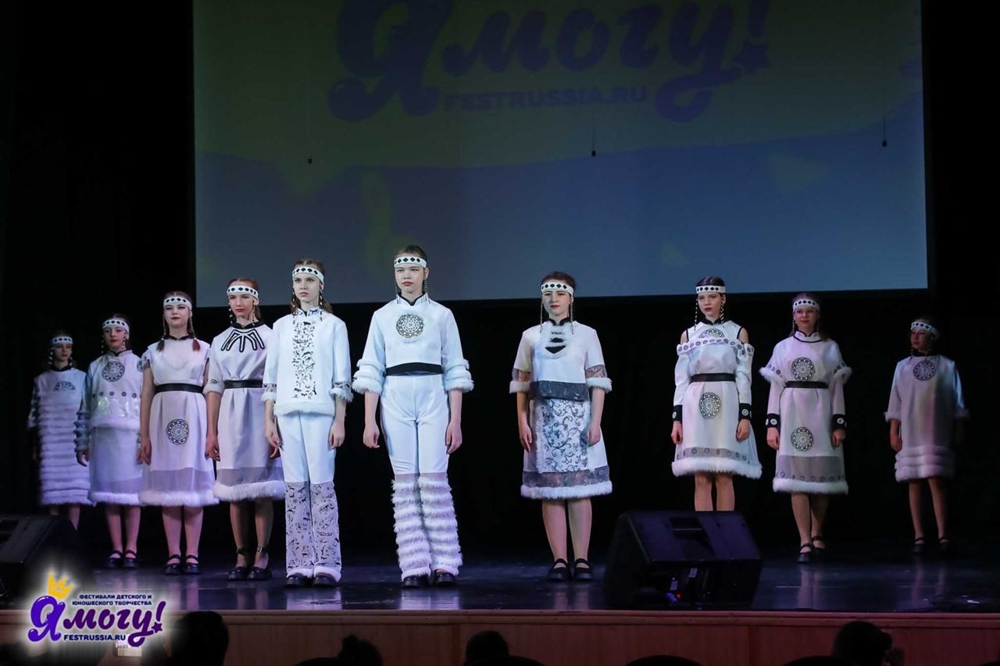 Я могу!
FESTRUSSIA.RU
ФЕСТИВАЛИ ДЕТСКОГО И
ЮНОШЕСКОГО ТВОРЧЕСТВА
Я могу!
FESTRUSSIA.RU